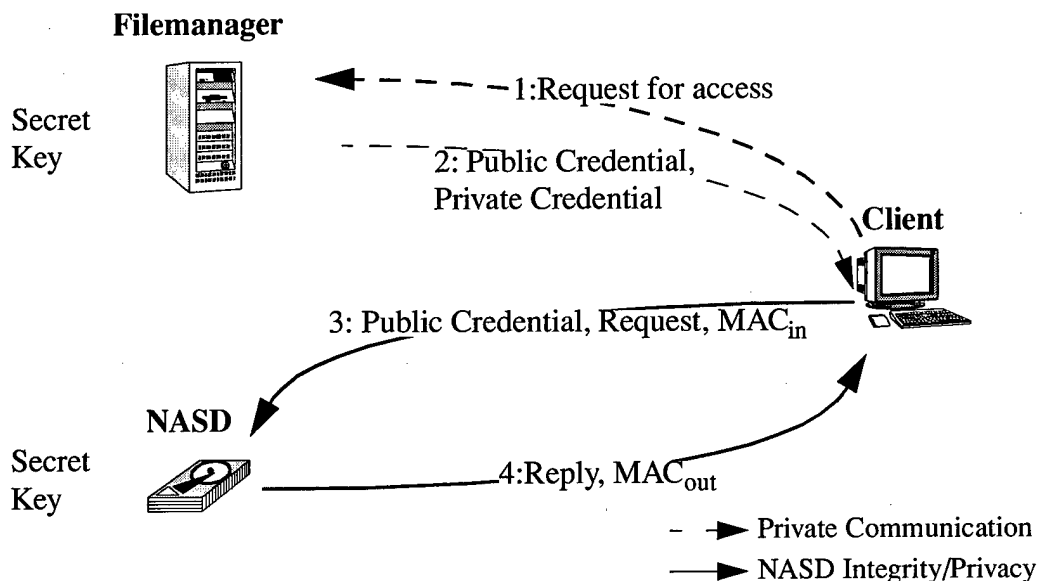 Filemanager
Secret
Key
1:Request for access
2: Public Credential,
Private Credential
Client
3: Public Credential, Request, MACin
NASD
Secret
Key
4:Reply, MACout
Private Communication
NASD Integrity/Privacy